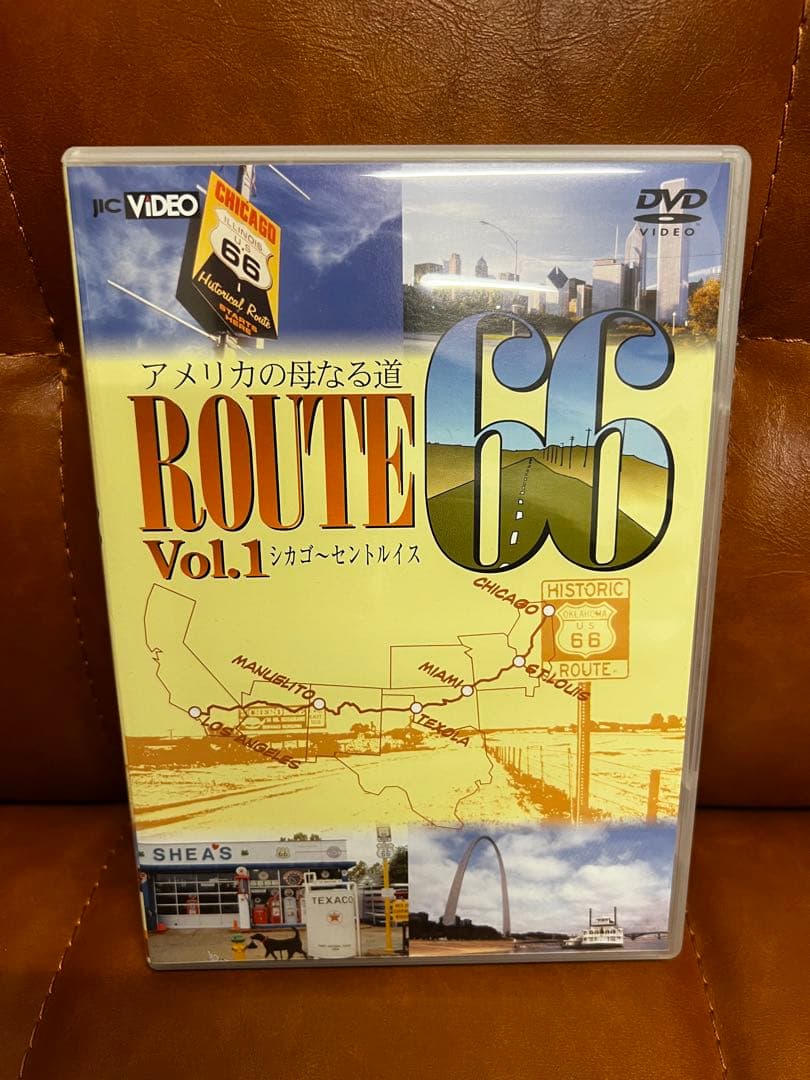 JIC ViDEO
CHICAGO
ILLINOIS
U.S
66
Historical Route
STARTS
HERE
DVD
VIDEO
アメリカの母なる道
ROUTE 66
Vol.1 シカゴ〜セントルイス
CHICAGO
HISTORIC
OKLAHOMA
U S
66
ROUTE
ST.LOUIS
MIAMI
MANUELITO
TEXOLA
LOS ANGELES
SHEA'S
66
TEXACO